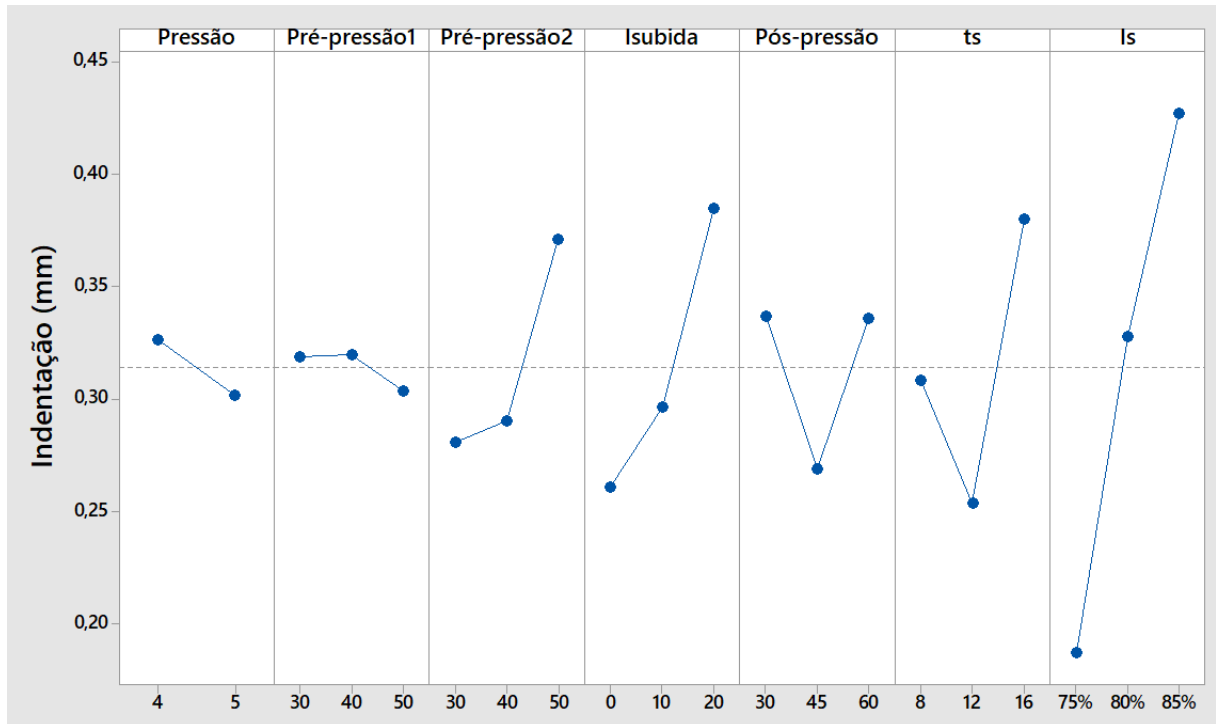 Pressão Pré-pressão1 Pré-pressão2 Isubida Pós-pressão ts Is
0,45
0,40
0,35
0,30
0,25
0,20
Indentação (mm)
4 5 30 40 50 30 40 50 0 10 20 30 45 60 8 12 16 75% 80% 85%